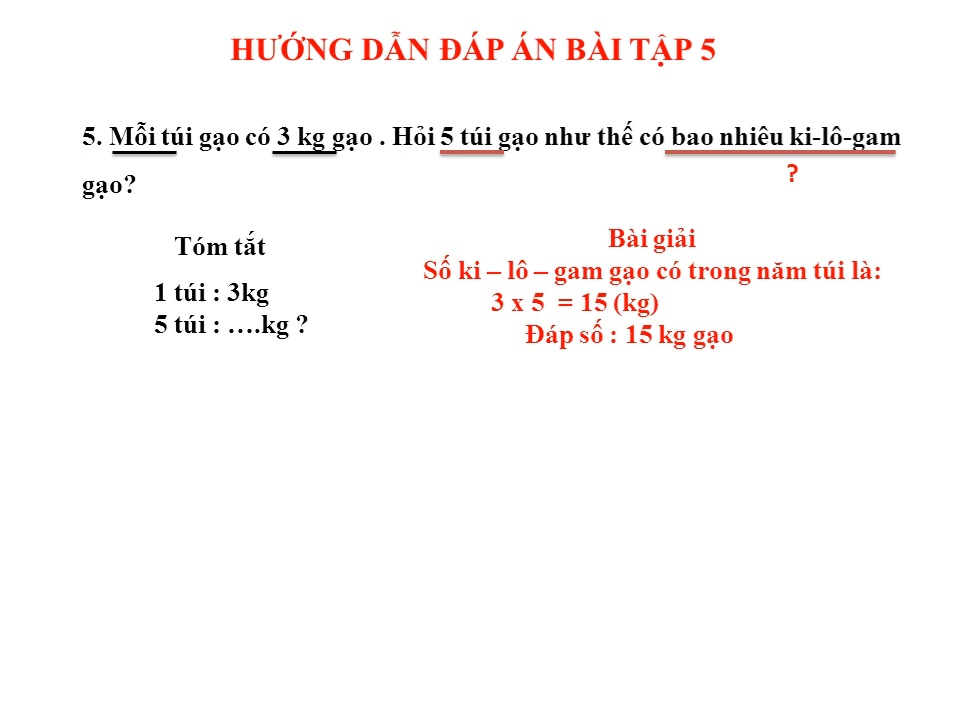 HƯỚNG DẪN ĐÁP ÁN BÀI TẬP 5
5. Mỗi túi gạo có 3 kg gạo . Hỏi 5 túi gạo như thế có bao nhiêu ki-lô-gam
?
gạo?
Tóm tắt
1 túi : 3kg
5 túi : ….kg ?
Bài giải
Số ki – lô – gam gạo có trong năm túi là:
3 x 5 = 15 (kg)
Đáp số : 15 kg gạo